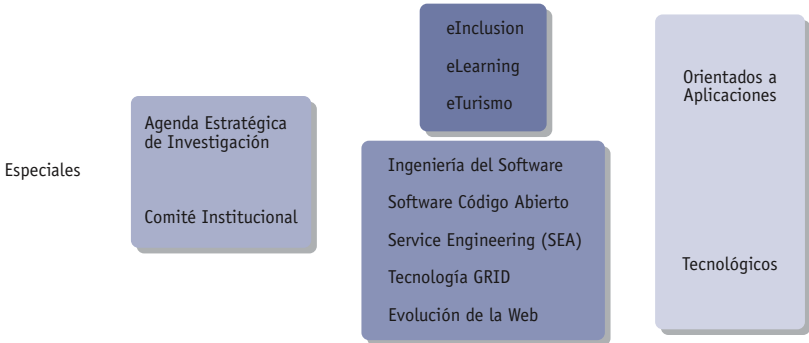 Especiales
Agenda Estratégica
de Investigación
Comité Institucional
eInclusion
eLearning
eTurismo
Ingeniería del Software
Software Código Abierto
Service Engineering (SEA)
Tecnología GRID
Evolución de la Web
Orientados a
Aplicaciones
Tecnológicos